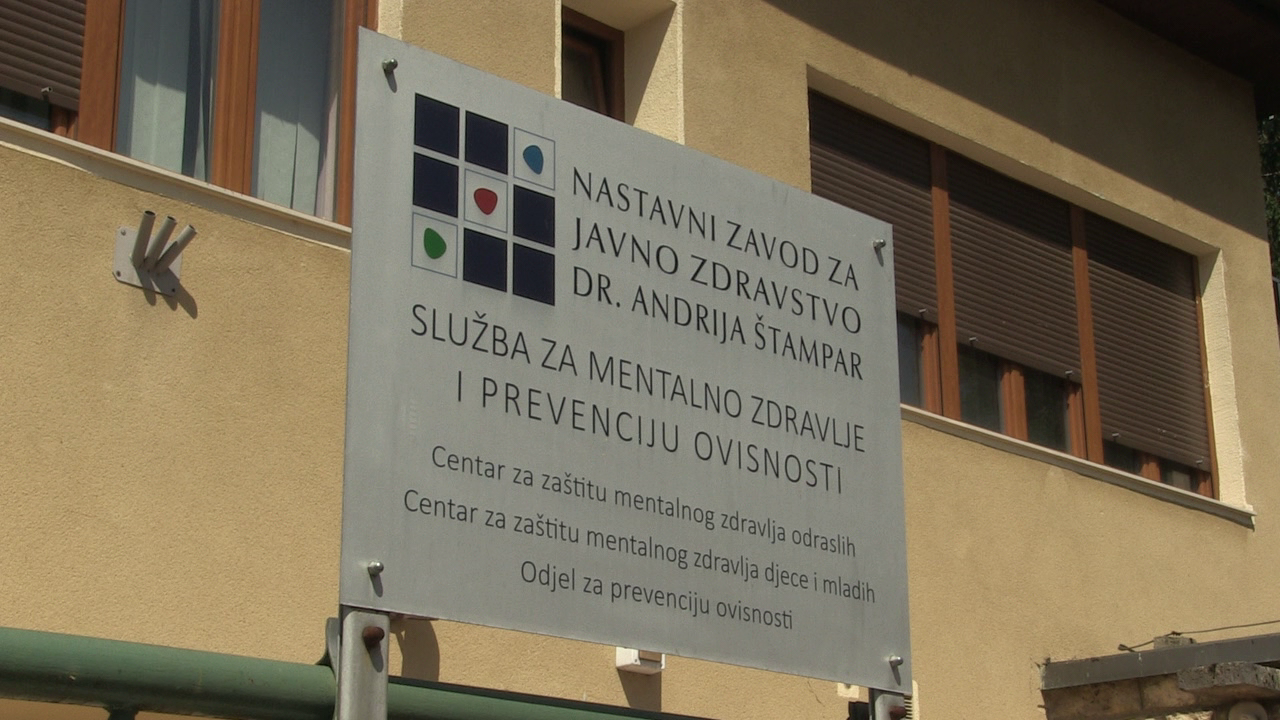 NASTAVNI ZAVOD ZA
JAVNO ZDRAVSTVO
DR. ANDRIJA ŠTAMPAR
SLUŽBA ZA MENTALNO ZDRAVLJE
I PREVENCIJU OVISNOSTI
Centar za zaštitu mentalnog zdravlja odraslih
Centar za zaštitu mentalnog zdravlja djece i mladih
Odjel za prevenciju ovisnosti